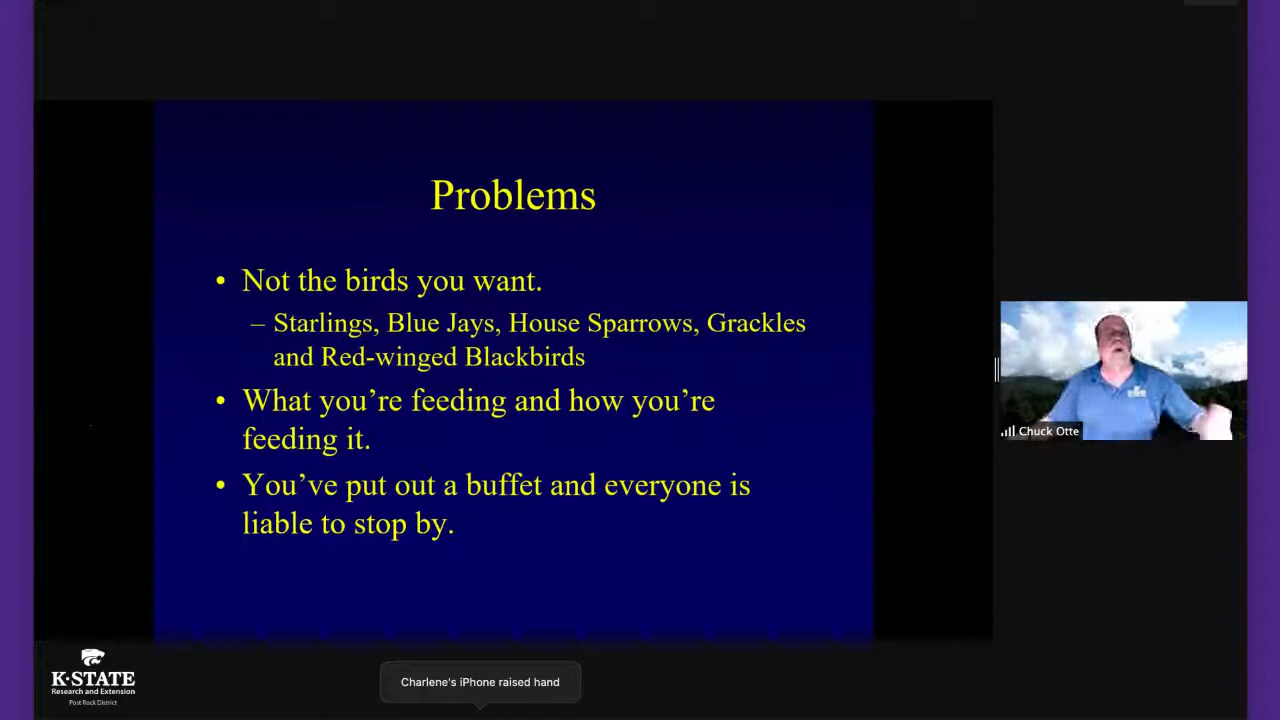 Problems
• Not the birds you want.
– Starlings, Blue Jays, House Sparrows, Grackles
and Red-winged Blackbirds
• What you’re feeding and how you’re
feeding it.
• You’ve put out a buffet and everyone is
liable to stop by.
Chuck Otte
K-STATE
Research and Extension
Post Rock District
Charlene's iPhone raised hand